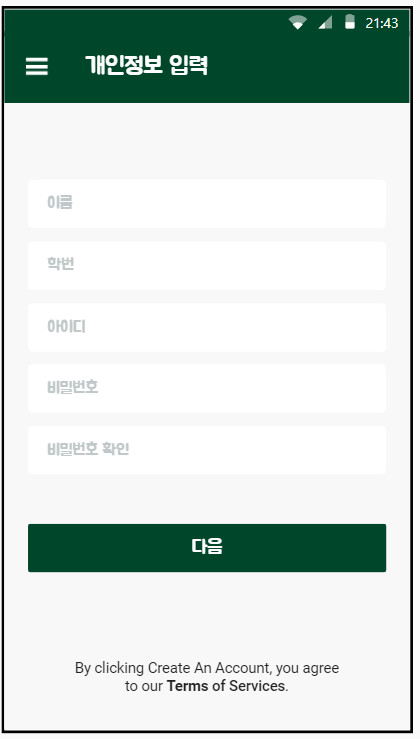 21:43
개인정보 입력
이름
학번
아이디
비밀번호
비밀번호 확인
다음
By clicking Create An Account, you agree
to our Terms of Services.